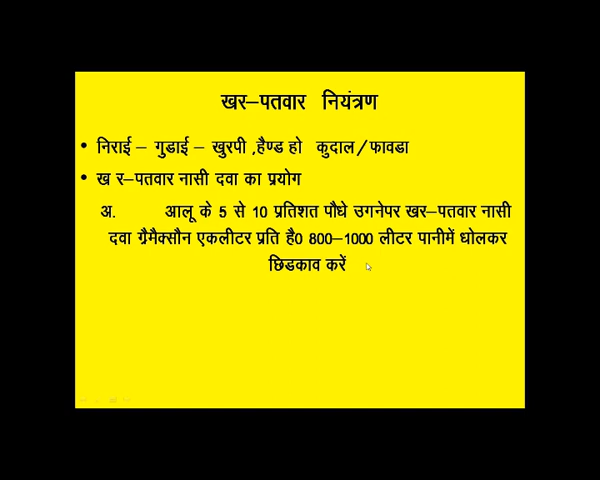 खर–पतवार नियंत्रण
• निराई – गुडाई – खुरपी ,हैण्ड हो कुदाल/फावडा
• ख र–पतवार नासी दवा का प्रयोग
अ. आलू के 5 से 10 प्रतिशत पौधे उगनेपर खर–पतवार नासी
दवा ग्रैमैक्सौन एकलीटर प्रति है0 800–1000 लीटर पानीमें धोलकर
छिडकाव करें